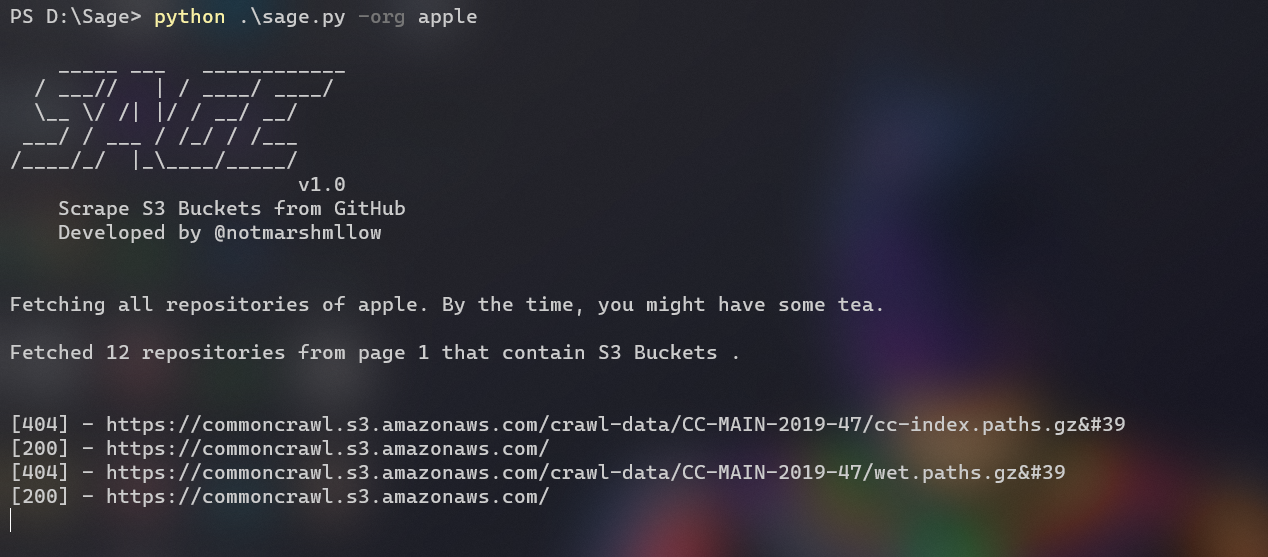 PS D:\Sage> python .\sage.py -org apple
    _____ ___   ____________
  / ___//   | / ____/ ____/
  \__ \/ /| |/ / __/ __/
 ___/ / ___ / /_/ / /___
/____/_/  |_\____/_____/
                        v1.0
    Scrape S3 Buckets from GitHub
    Developed by @notmarshmllow
Fetching all repositories of apple. By the time, you might have some tea.
Fetched 12 repositories from page 1 that contain S3 Buckets .
[404] - https://commoncrawl.s3.amazonaws.com/crawl-data/CC-MAIN-2019-47/cc-index.paths.gz&#39
[200] - https://commoncrawl.s3.amazonaws.com/
[404] - https://commoncrawl.s3.amazonaws.com/crawl-data/CC-MAIN-2019-47/wet.paths.gz&#39
[200] - https://commoncrawl.s3.amazonaws.com/